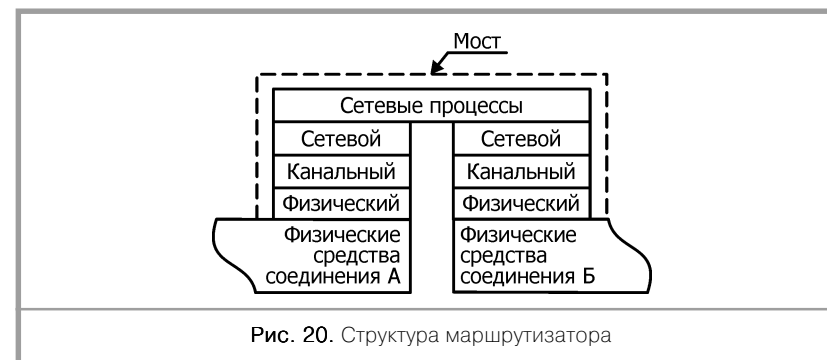 Мост
Сетевые процессы
Сетевой
Канальный
Физический
Сетевой
Канальный
Физический
Физические
средства
соединения А
Физические
средства
соединения Б
Рис. 20. Структура маршрутизатора